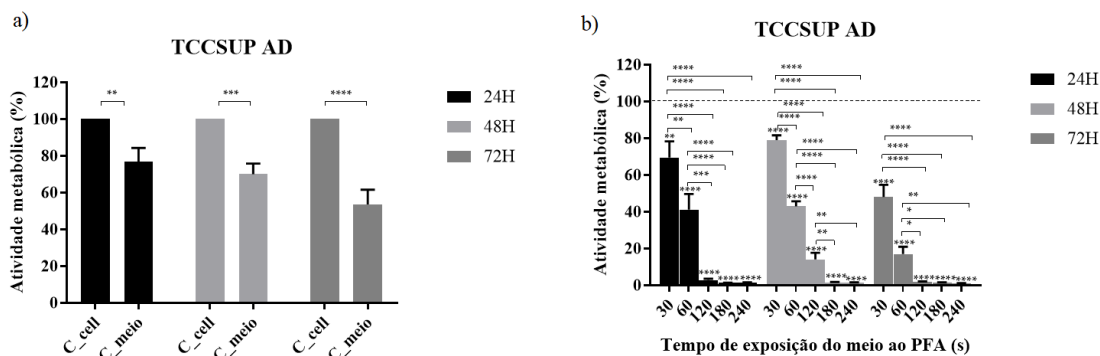 a)
TCCSUP AD
Atividade metabólica (%)
120
100
80
60
40
20
0
** *** ****
C_cell C_meio C_cell C_meio C_cell C_meio
24H
48H
72H
b)
TCCSUP AD
Atividade metabólica (%)
120
100
80
60
40
20
0
30 60 120 180 240 30 60 120 180 240 30 60 120 180 240
Tempo de exposição do meio ao PFA (s)
24H
48H
72H